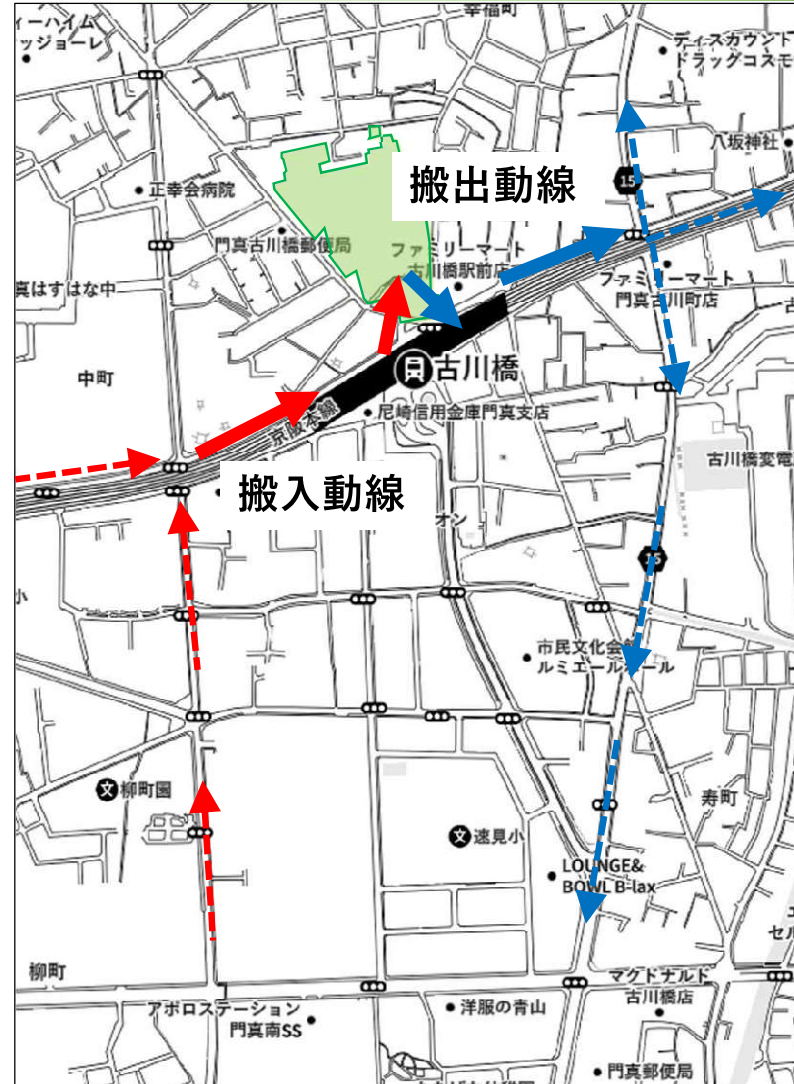 ィーハイム
ッジョーレ
幸福町
ディスカウント
ドラッグコスモ
八坂神社
正幸会病院
搬出動線
15
門真古川橋郵便局
ファミリーマート
古川橋駅前店
ファミリーマート
門真古川町店
真はすはな中
中町
古川橋
尼崎信用金庫門真支店
京阪本線
古川橋変電
搬入動線
オン
小
15
市民文化会館
ルミエールホール
文
柳町園
寿町
文
速見小
LOUNGE&
BOWL B-lax
セル
柳町
マクドナルド
古川橋店
アポロステーション
門真南SS
洋服の青山
門真郵便局